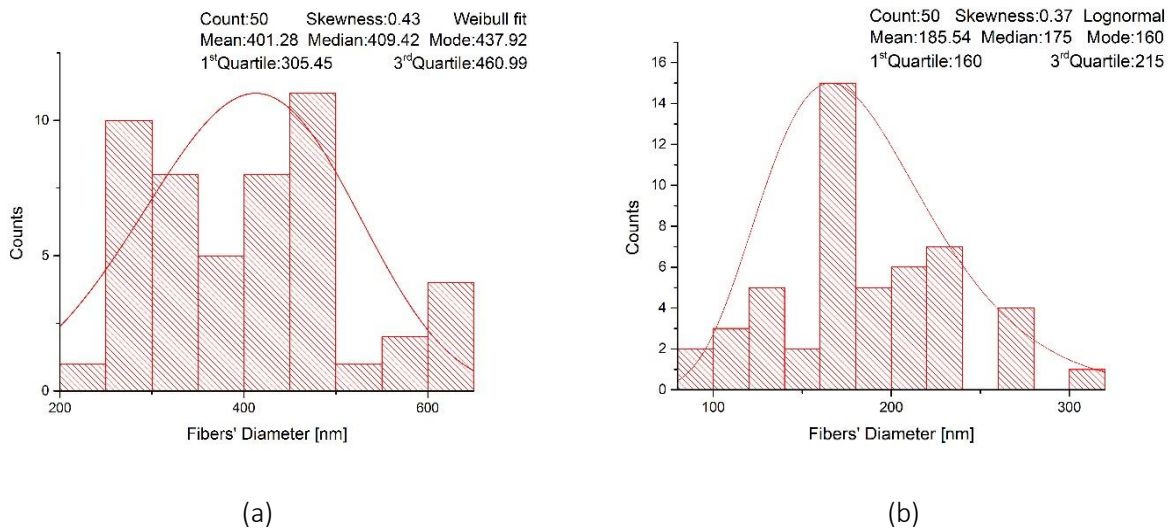 Count:50 Skewness:0.43 Weibull fit
Mean:401.28 Median:409.42 Mode:437.92
1stQuartile:305.45 3rdQuartile:460.99
10
5
0
Counts
200 400 600
Fibers' Diameter [nm]
(a)
Count:50 Skewness:0.37 Lognormal
Mean:185.54 Median:175 Mode:160
1stQuartile:160 3rdQuartile:215
16
14
12
10
8
6
4
2
0
Counts
100 200 300
Fibers' Diameter [nm]
(b)